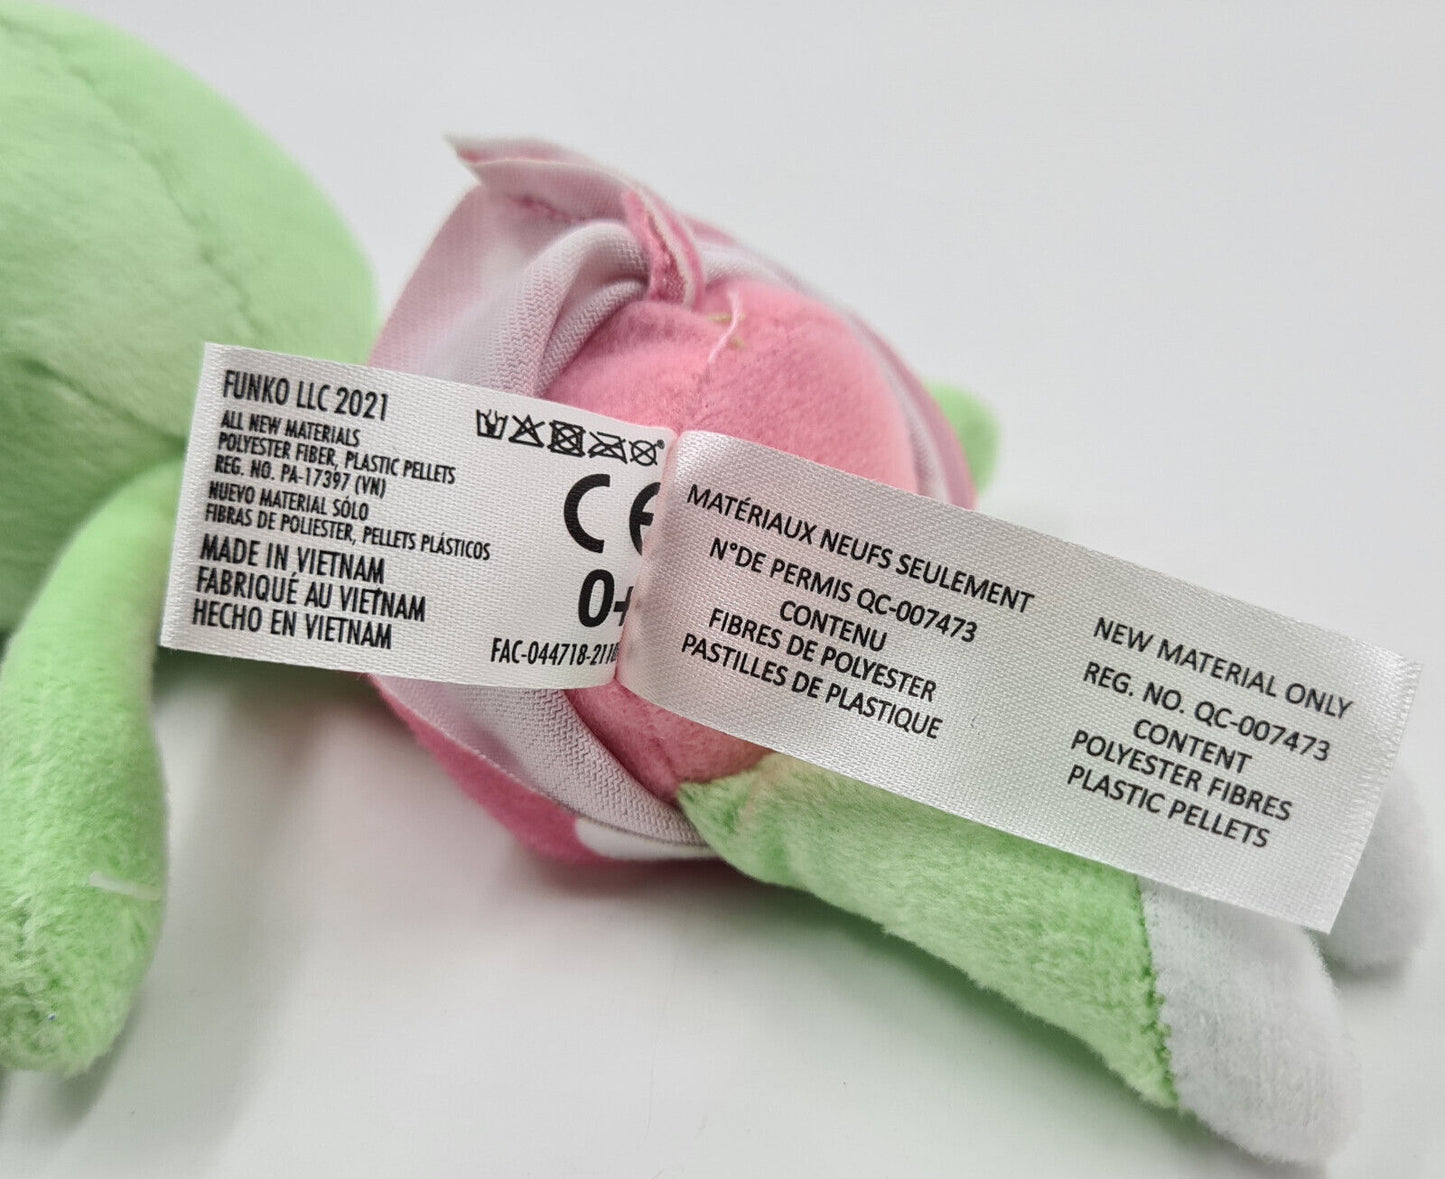 FUNKO LLC 2021
ALL NEW MATERIALS
POLYESTER FIBER, PLASTIC PELLETS
REG. NO. PA-17397 (VN)
NUEVO MATERIAL SÓLO
FIBRAS DE POLIESTER, PELLETS PLÁSTICOS
MADE IN VIETNAM
FABRIQUÉ AU VIETNAM
HECHO EN VIETNAM
CE
0+
MATÉRIAUX NEUFS SEULEMENT
N°DE PERMIS QC-007473
CONTENU
FIBRES DE POLYESTER
PASTILLES DE PLASTIQUE
NEW MATERIAL ONLY
REG. NO. QC-007473
CONTENT
POLYESTER FIBRES
PLASTIC PELLETS